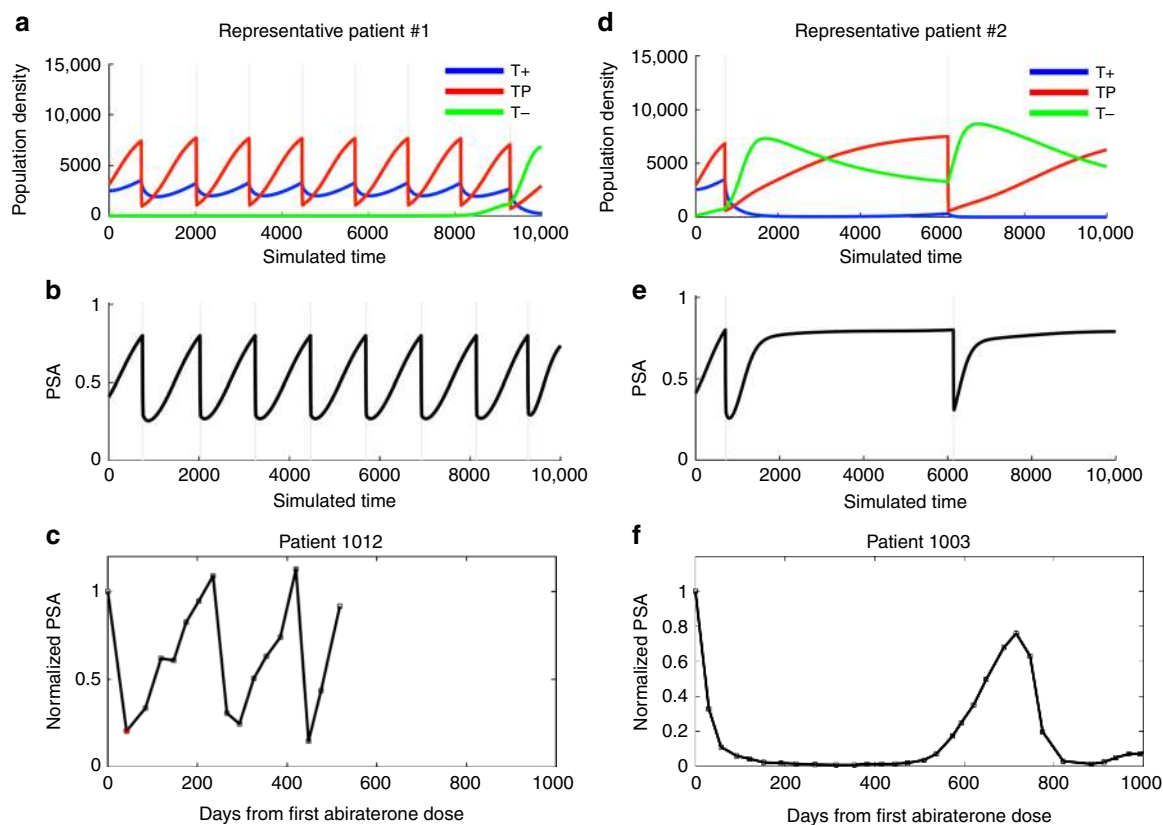 a
Representative patient #1
Population density
15,000
10,000
5000
0
T+
TP
T−
0 2000 4000 6000 8000 10,000
Simulated time
b
PSA
1
0.5
0
0 2000 4000 6000 8000 10,000
Simulated time
c
Patient 1012
Normalized PSA
1
0.5
0
0 200 400 600 800 1000
Days from first abiraterone dose
d
Representative patient #2
Population density
15,000
10,000
5000
0
T+
TP
T−
0 2000 4000 6000 8000 10,000
Simulated time
e
PSA
1
0.5
0
0 2000 4000 6000 8000 10,000
Simulated time
f
Patient 1003
Normalized PSA
1
0.8
0.6
0.4
0.2
0
0 200 400 600 800 1000
Days from first abiraterone dose